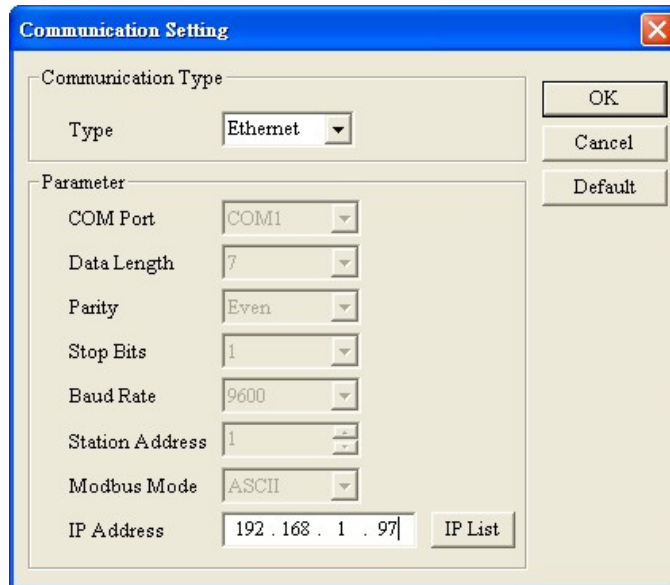 Communication Setting
Communication Type
Type Ethernet
OK
Cancel
Default
Parameter
COM Port COM1
Data Length 7
Parity Even
Stop Bits 1
Baud Rate 9600
Station Address 1
Modbus Mode ASCII
IP Address 192 . 168 . 1 . 97 IP List